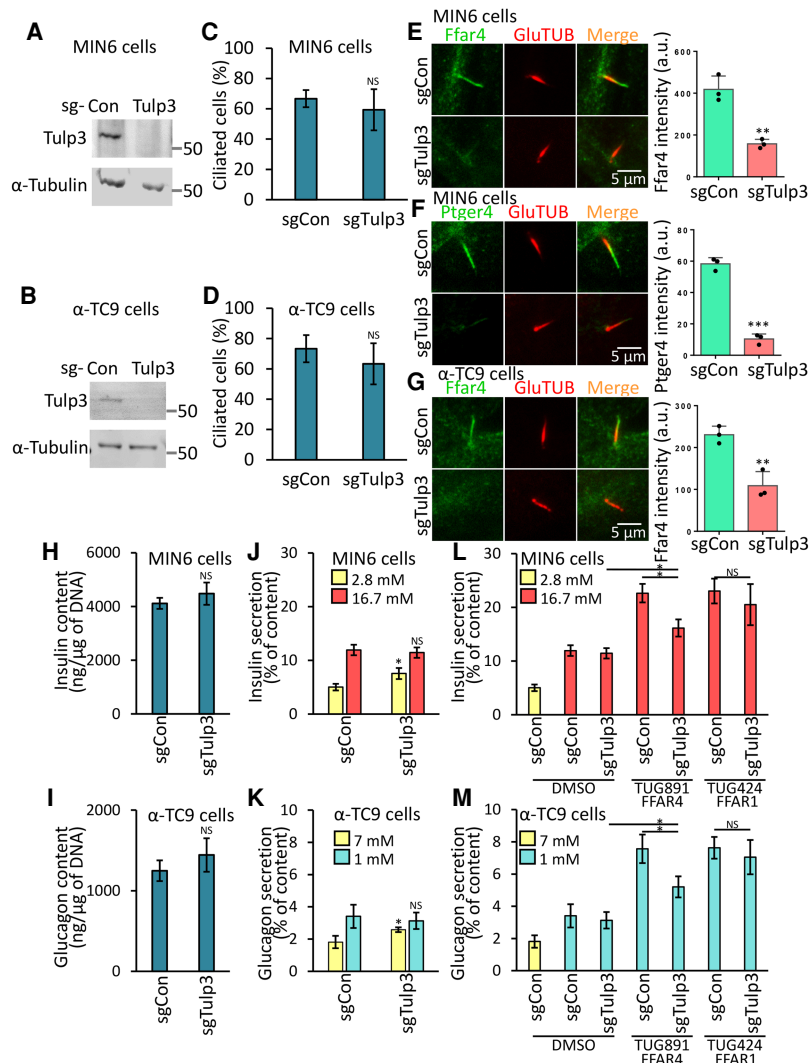 A
MIN6 cells
sg- Con Tulp3
Tulp3
50
α-Tubulin
50
B
α-TC9 cells
sg- Con Tulp3
Tulp3
50
α-Tubulin
50
C
MIN6 cells
Ciliated cells (%)
100
80
60
40
20
0
NS
sgCon
sgTulp3
D
α-TC9 cells
Ciliated cells (%)
100
80
60
40
20
0
NS
sgCon
sgTulp3
E
MIN6 cells
Ffar4 GluTUB Merge
sgCon
sgTulp3
5 μm
Ffar4 intensity (a.u.)
600
400
200
0
**
sgCon
sgTulp3
F
MIN6 cells
Ptger4 GluTUB Merge
sgCon
sgTulp3
5 μm
Ptger4 intensity (a.u.)
80
60
40
20
0
***
sgCon
sgTulp3
G
α-TC9 cells
Ffar4 GluTUB Merge
sgCon
sgTulp3
5 μm
Ffar4 intensity (a.u.)
300
200
100
0
**
sgCon
sgTulp3
H
MIN6 cells
Insulin content
(ng/μg of DNA)
6000
4000
2000
0
NS
sgCon
sgTulp3
J
MIN6 cells
2.8 mM
16.7 mM
Insulin secretion
(% of content)
30
20
10
0
*
NS
sgCon
sgTulp3
L
MIN6 cells
2.8 mM
16.7 mM
Insulin secretion
(% of content)
30
20
10
0
*
*
NS
sgCon
sgCon
sgTulp3
sgCon
sgTulp3
sgCon
sgTulp3
DMSO
TUG891
FFAR4
TUG424
FFAR1
I
α-TC9 cells
Glucagon content
(ng/μg of DNA)
2000
1000
0
NS
sgCon
sgTulp3
K
α-TC9 cells
7 mM
1 mM
Glucagon secretion
(% of content)
10
8
6
4
2
0
*
NS
sgCon
sgTulp3
M
α-TC9 cells
7 mM
1 mM
Glucagon secretion
(% of content)
10
8
6
4
2
0
*
*
NS
sgCon
sgCon
sgTulp3
sgCon
sgTulp3
sgCon
sgTulp3
DMSO
TUG891
FFAR4
TUG424
FFAR1